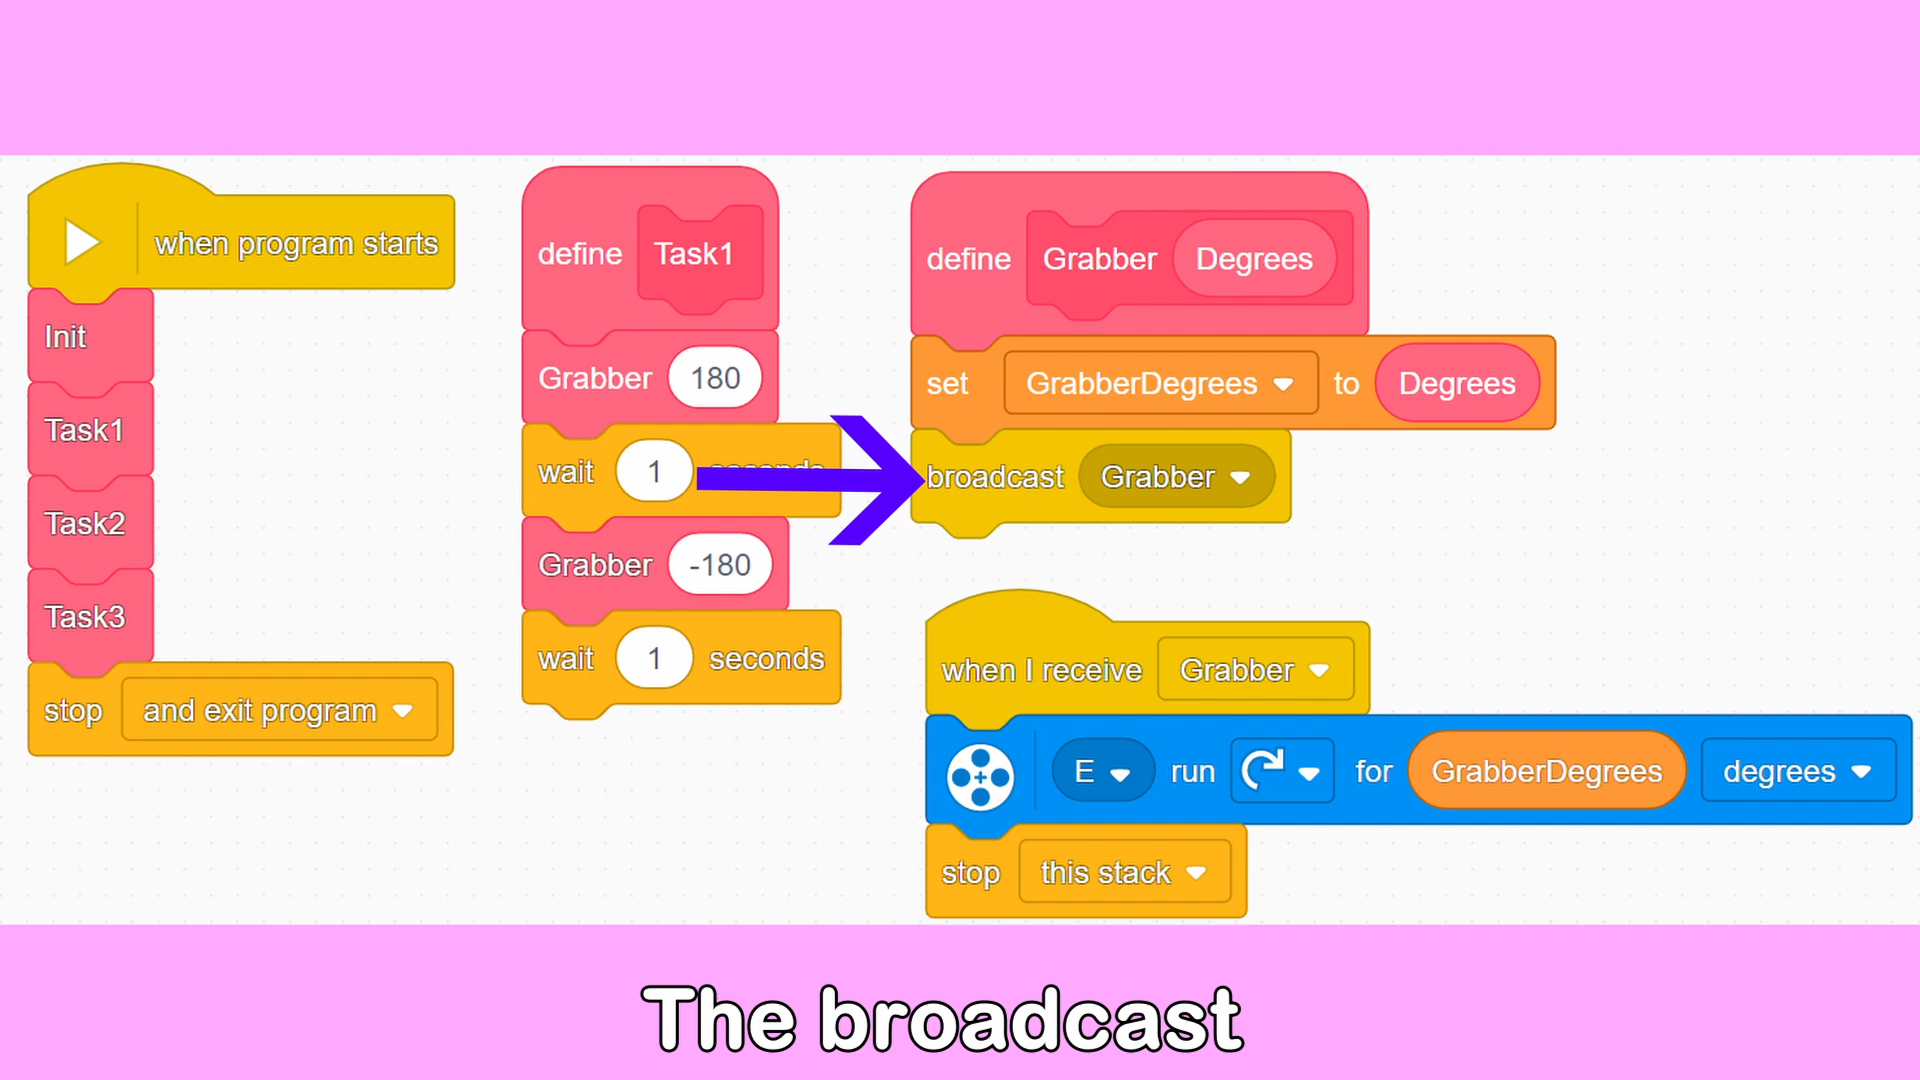 when program starts
Init
Task1
Task2
Task3
stop and exit program
define Task1
Grabber 180
wait 1 seconds
Grabber -180
wait 1 seconds
define Grabber Degrees
set GrabberDegrees to Degrees
broadcast Grabber
when I receive Grabber
E run for GrabberDegrees degrees
stop this stack
The broadcast